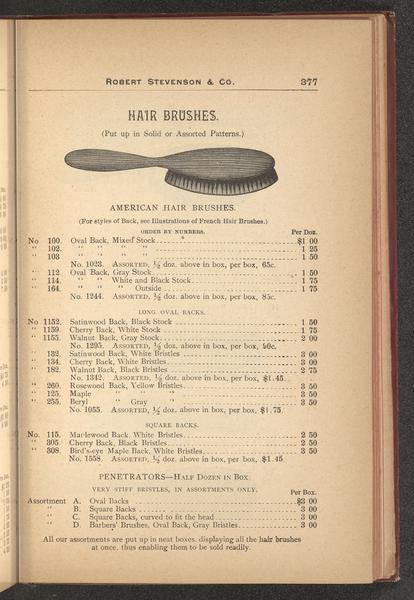 ROBERT STEVENSON & CO. 377
HAIR BRUSHES.
(Put up in Solid or Assorted Patterns.)
AMERICAN HAIR BRUSHES.
(For styles of Back, see Illustrations of French Hair Brushes.)
ORDER BY NUMBERS. Per Doz.
No 100. Oval Back, Mixed Stock $1 00
" 102. " " " " 1 25
" 103 " " " " 1 50
No. 1023. ASSORTED, ½ doz. above in box, per box, 65c.
" 112. Oval Back, Gray Stock 1 50
" 114. " " White and Black Stock 1 75
" 164. " " " Outside 1 75
No. 1244. ASSORTED, ½ doz. above in box, per box, 85c.
LONG OVAL BACKS.
No 1152. Satinwood Back, Black Stock 1 50
" 1159. Cherry Back, White Stock 1 75
1155. Walnut Back, Gray Stock 2 00
No. 1295. ASSORTED, ½ doz. above in box, per box, 90c.
" 132. Satinwood Back, White Bristles 3 00
" 134. Cherry Back, White Bristles 3 00
" 182. Walnut Back, Black Bristles 2 75
No. 1342. ASSORTED, ½ doz. above in box, per box, $1.45
" 260. Rosewood Back, Yellow Bristles 3 50
" 125. Maple " " " 3 50
" 255. Beryl " Gray " 3 50
No. 1055. ASSORTED, ½ doz. above in box, per box, $1.75
SQUARE BACKS.
No. 115. Marlewood Back, White Bristles 2 50
" 305 Cherry Back, Black Bristles 2 50
" 308. Bird's-eye Maple Back, White Bristles 3 50
No. 1558. ASSORTED, ½ doz. above in box, per box, $1.45
PENETRATORS—HALF DOZEN IN BOX.
VERY STIFF BRISTLES, IN ASSORTMENTS ONLY. Per Box.
Assortment A. Oval Backs $3 00
" B. Square Backs 3 00
" C. Square Backs, curved to fit the head 3 00
" D. Barbers' Brushes, Oval Back, Gray Bristles 3 00
All our assortments are put up in neat boxes, displaying all the hair brushes
at once, thus enabling them to be sold readily.